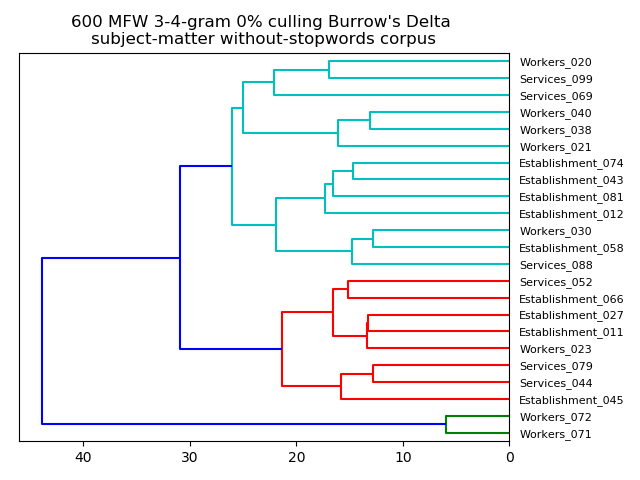 600 MFW 3-4-gram 0% culling Burrow's Delta
subject-matter without-stopwords corpus
Workers_020
Services_099
Services_069
Workers_040
Workers_038
Workers_021
Establishment_074
Establishment_043
Establishment_081
Establishment_012
Workers_030
Establishment_058
Services_088
Services_052
Establishment_066
Establishment_027
Establishment_011
Workers_023
Services_079
Services_044
Establishment_045
Workers_072
Workers_071
40 30 20 10 0